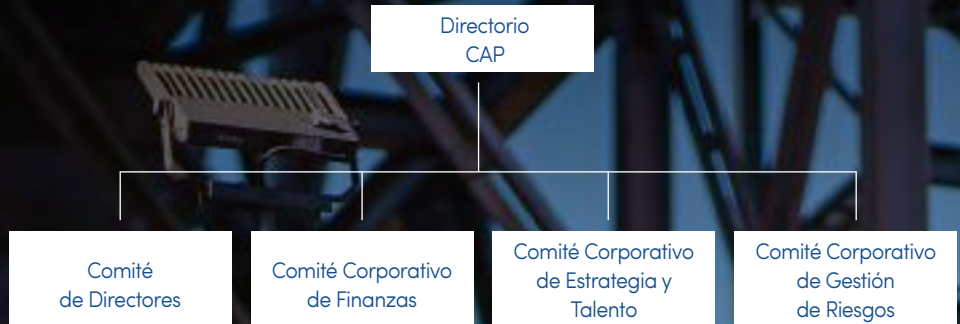 Directorio
CAP
Comité
de Directores
Comité Corporativo
de Finanzas
Comité Corporativo
de Estrategia y
Talento
Comité Corporativo
de Gestión
de Riesgos